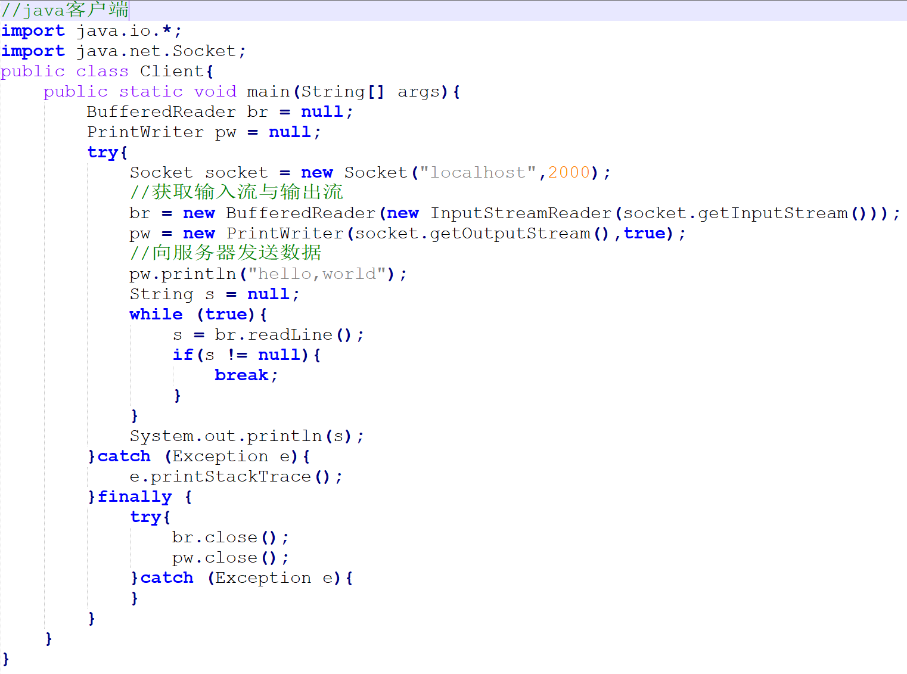 //java客户端
import java.io.*;
import java.net.Socket;
public class Client{
    public static void main(String[] args){
        BufferedReader br = null;
        PrintWriter pw = null;
        try{
            Socket socket = new Socket("localhost",2000);
            //获取输入流与输出流
            br = new BufferedReader(new InputStreamReader(socket.getInputStream()));
            pw = new PrintWriter(socket.getOutputStream(),true);
            //向服务器发送数据
            pw.println("hello,world");
            String s = null;
            while (true){
                s = br.readLine();
                if(s != null){
                    break;
                }
            }
            System.out.println(s);
        }catch (Exception e){
            e.printStackTrace();
        }finally {
            try{
                br.close();
                pw.close();
            }catch (Exception e){
            }
        }
    }
}